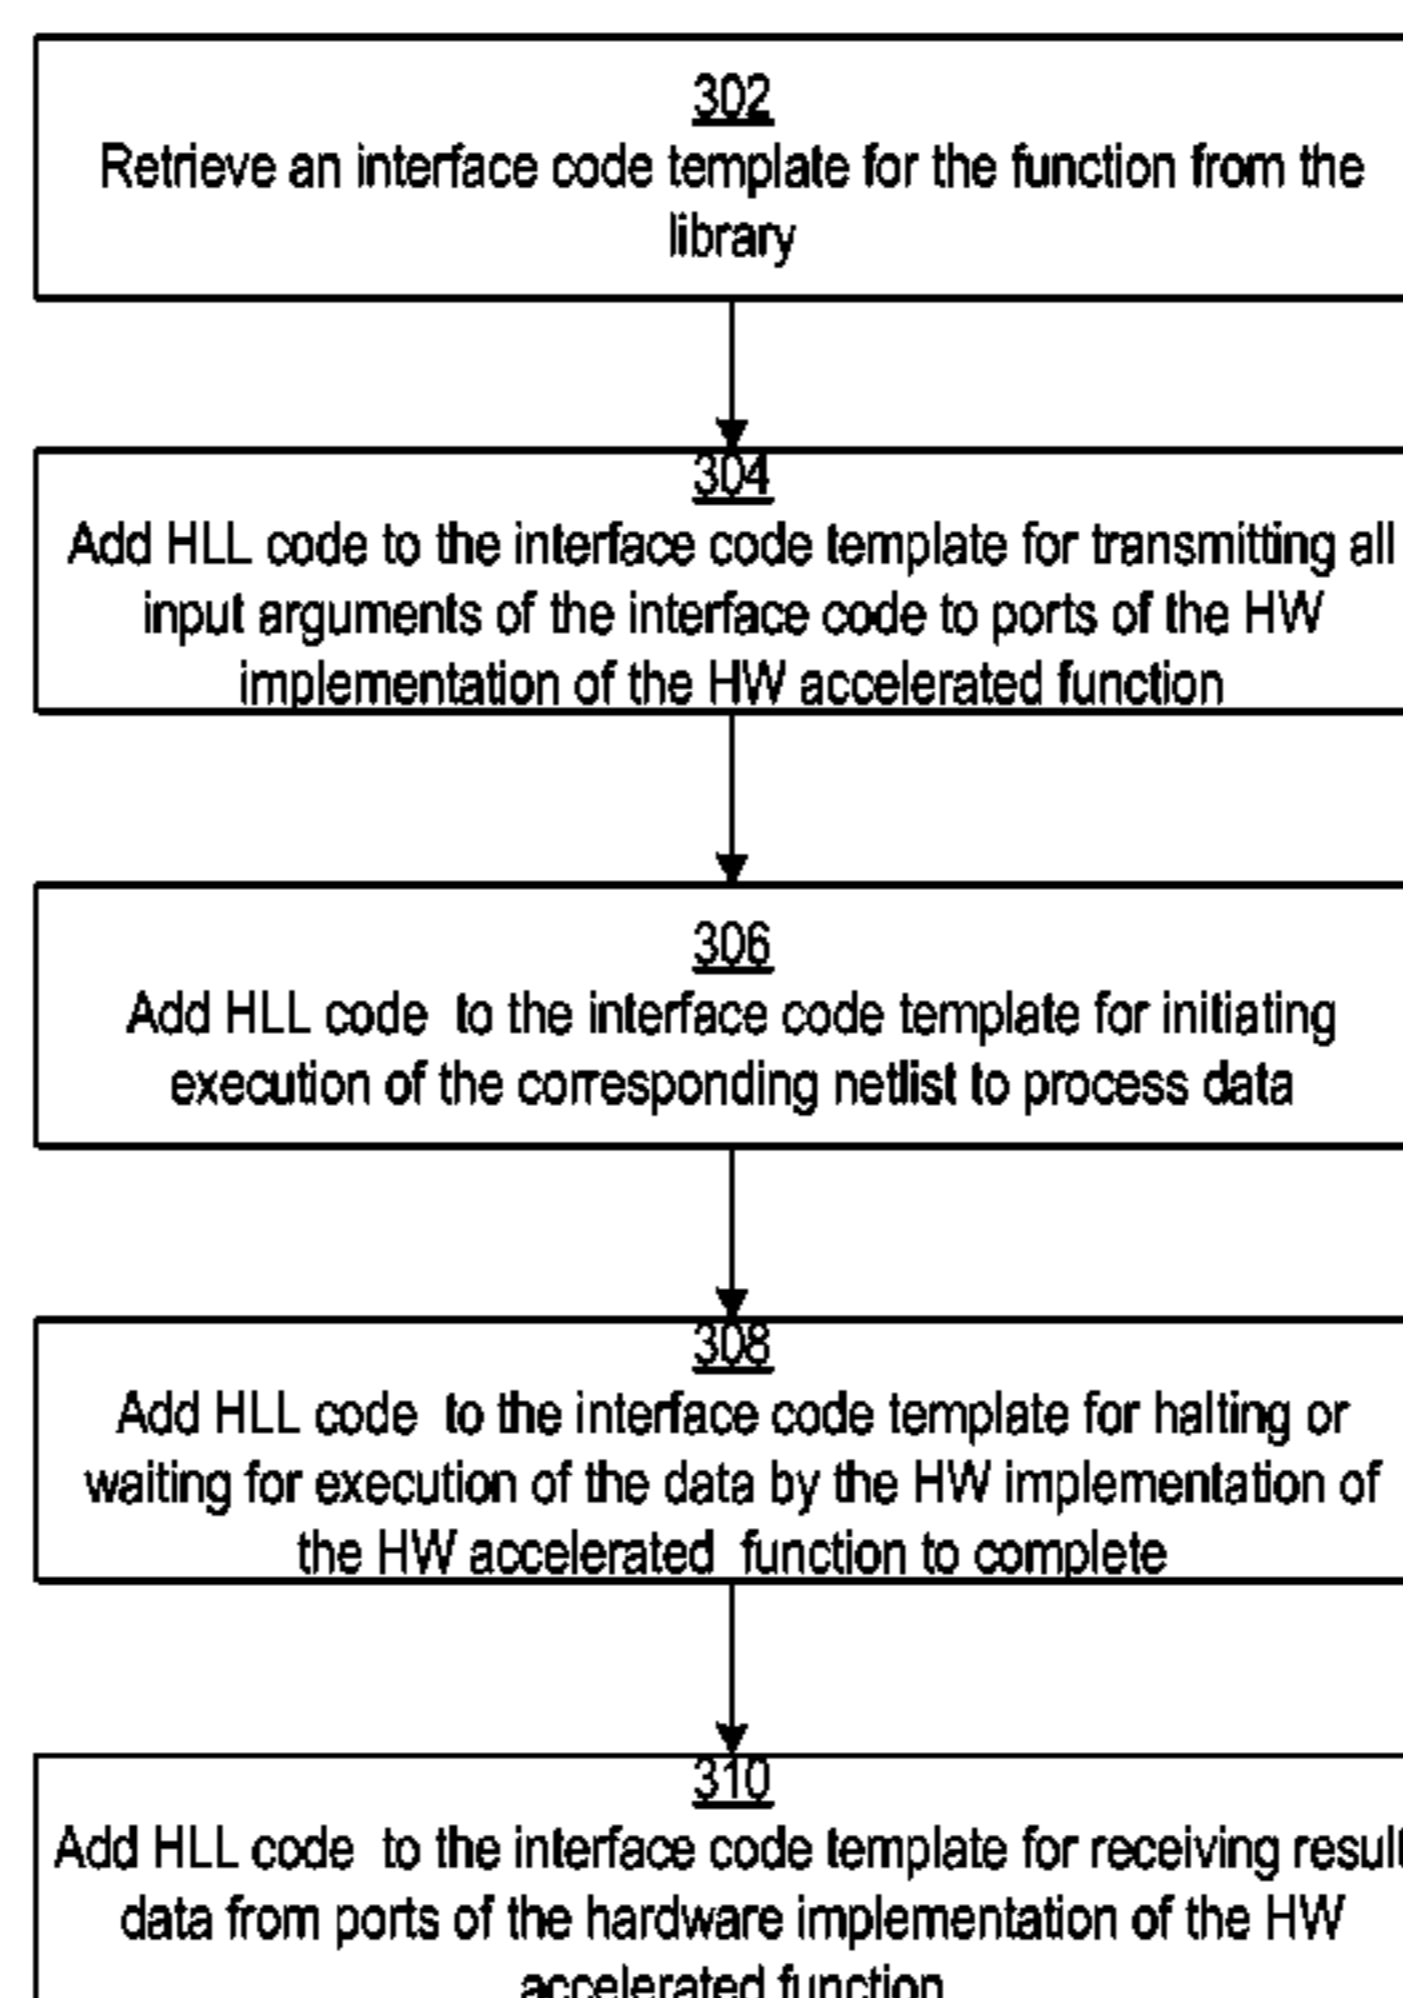 302
Retrieve an interface code template for the function from the
library
304
Add HLL code to the interface code template for transmitting all
input arguments of the interface code to ports of the HW
implementation of the HW accelerated function
306
Add HLL code to the interface code template for initiating
execution of the corresponding netlist to process data
308
Add HLL code to the interface code template for halting or
waiting for execution of the data by the HW implementation of
the HW accelerated function to complete
310
Add HLL code to the interface code template for receiving result
data from ports of the hardware implementation of the HW
accelerated function